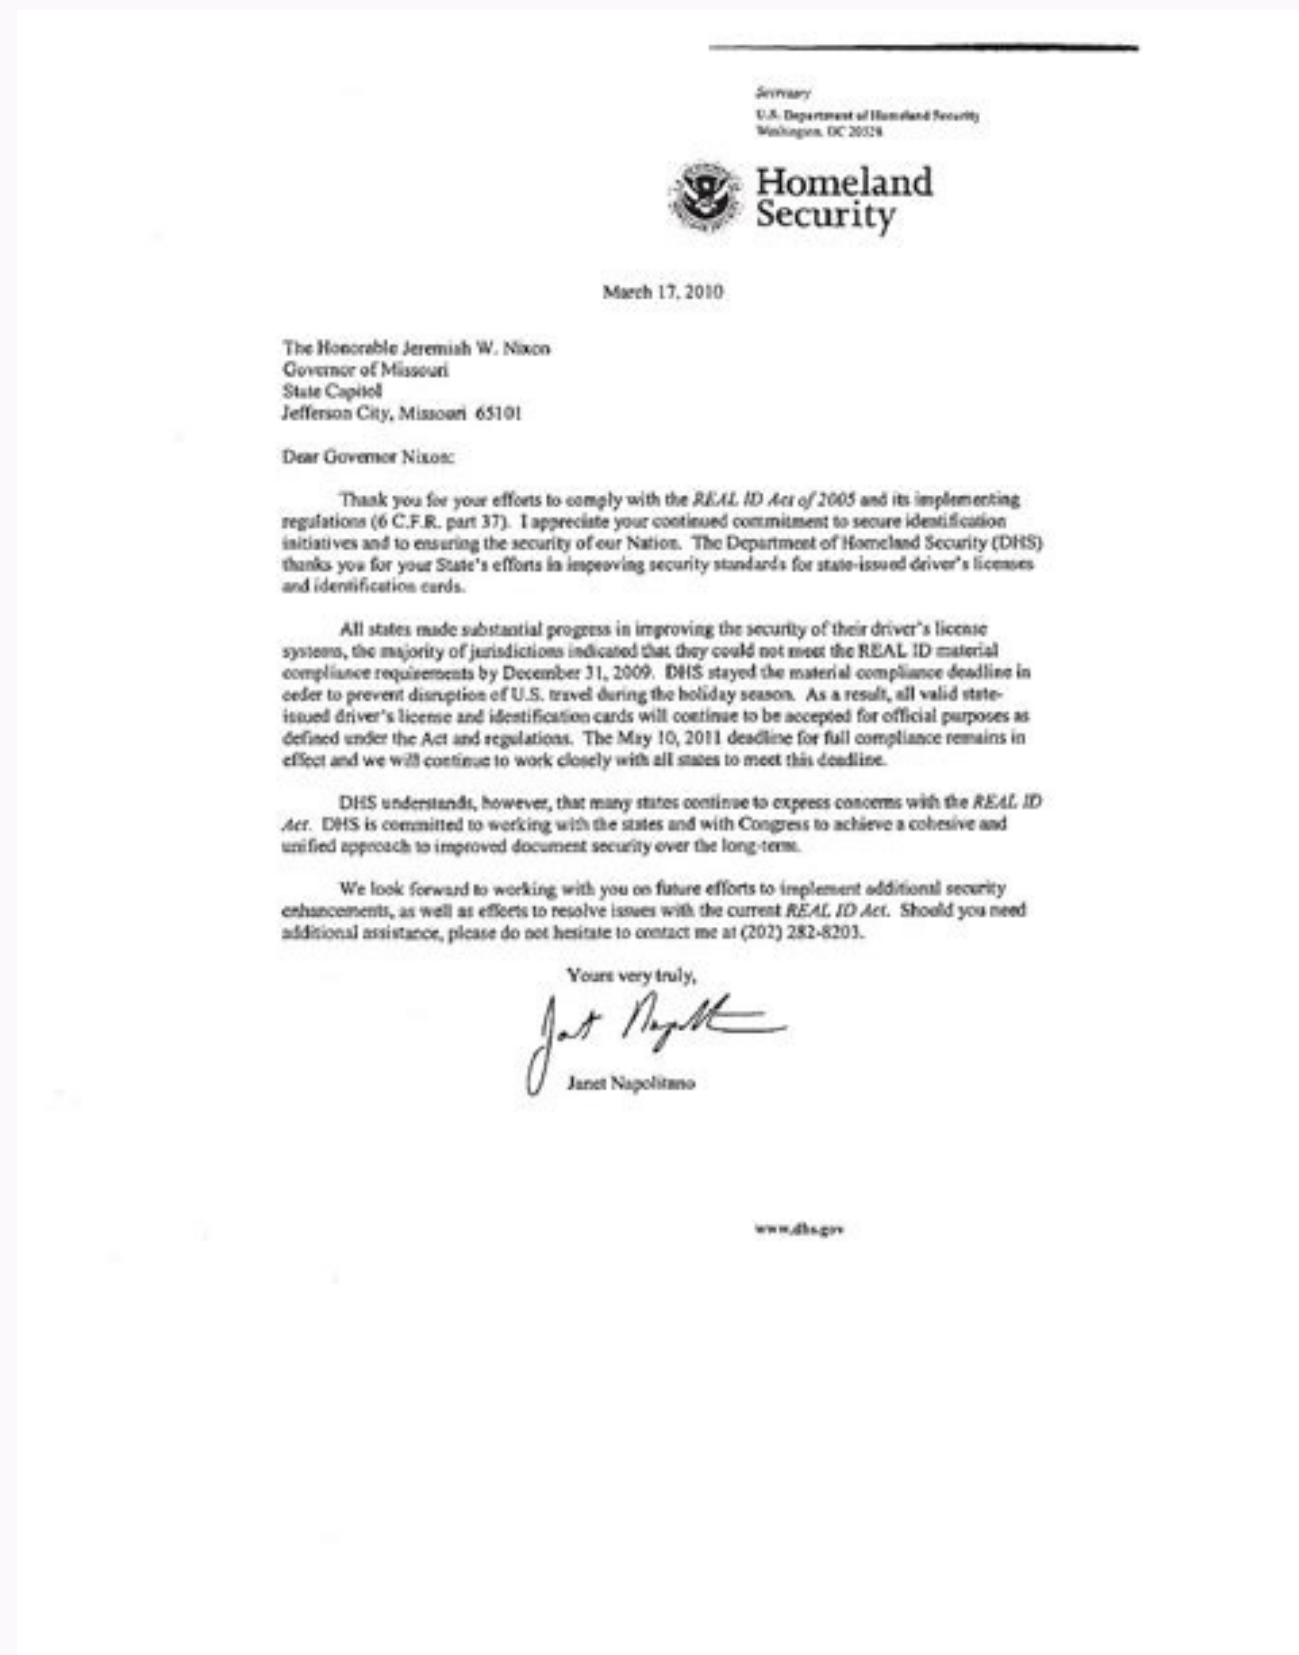 Secretary
U.S. Department of Homeland Security
Washington, DC 20528
Homeland
Security
March 17, 2010
The Honorable Jeremiah W. Nixon
Governor of Missouri
State Capitol
Jefferson City, Missouri 65101
Dear Governor Nixon:
Thank you for your efforts to comply with the REAL ID Act of 2005 and its implementing
regulations (6 C.F.R. part 37). I appreciate your continued commitment to secure identification
initiatives and to ensuring the security of our Nation. The Department of Homeland Security (DHS)
thanks you for your State's efforts in improving security standards for state-issued driver's licenses
and identification cards.
All states made substantial progress in improving the security of their driver's license
systems, the majority of jurisdictions indicated that they could not meet the REAL ID material
compliance requirements by December 31, 2009. DHS stayed the material compliance deadline in
order to prevent disruption of U.S. travel during the holiday season. As a result, all valid state-
issued driver's license and identification cards will continue to be accepted for official purposes as
defined under the Act and regulations. The May 10, 2011 deadline for full compliance remains in
effect and we will continue to work closely with all states to meet this deadline.
DHS understands, however, that many states continue to express concerns with the REAL ID
Act. DHS is committed to working with the states and with Congress to achieve a cohesive and
unified approach to improved document security over the long-term.
We look forward to working with you on future efforts to implement additional security
enhancements, as well as efforts to resolve issues with the current REAL ID Act. Should you need
additional assistance, please do not hesitate to contact me at (202) 282-8203.
Yours very truly,
Janet Napolitano
www.dhs.gov